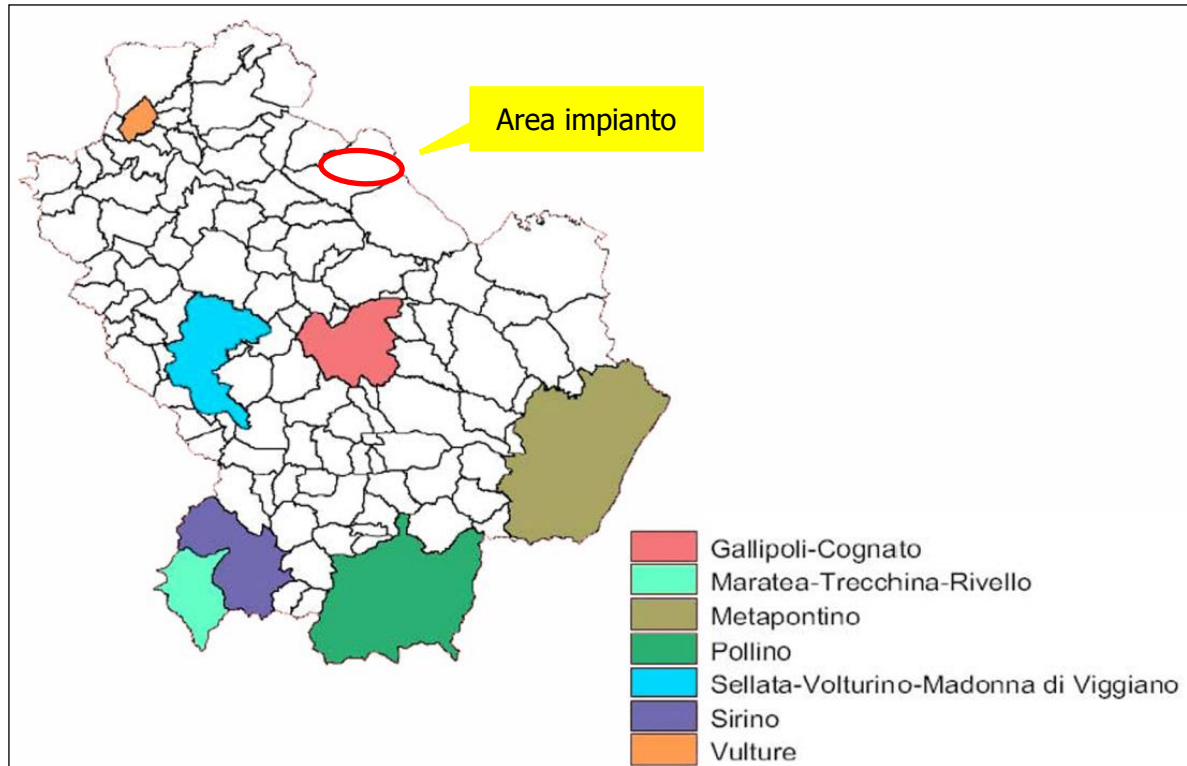 Area impianto
Gallipoli-Cognato
Maratea-Trecchina-Rivello
Metapontino
Pollino
Sellata-Volturino-Madonna di Viggiano
Sirino
Vulture